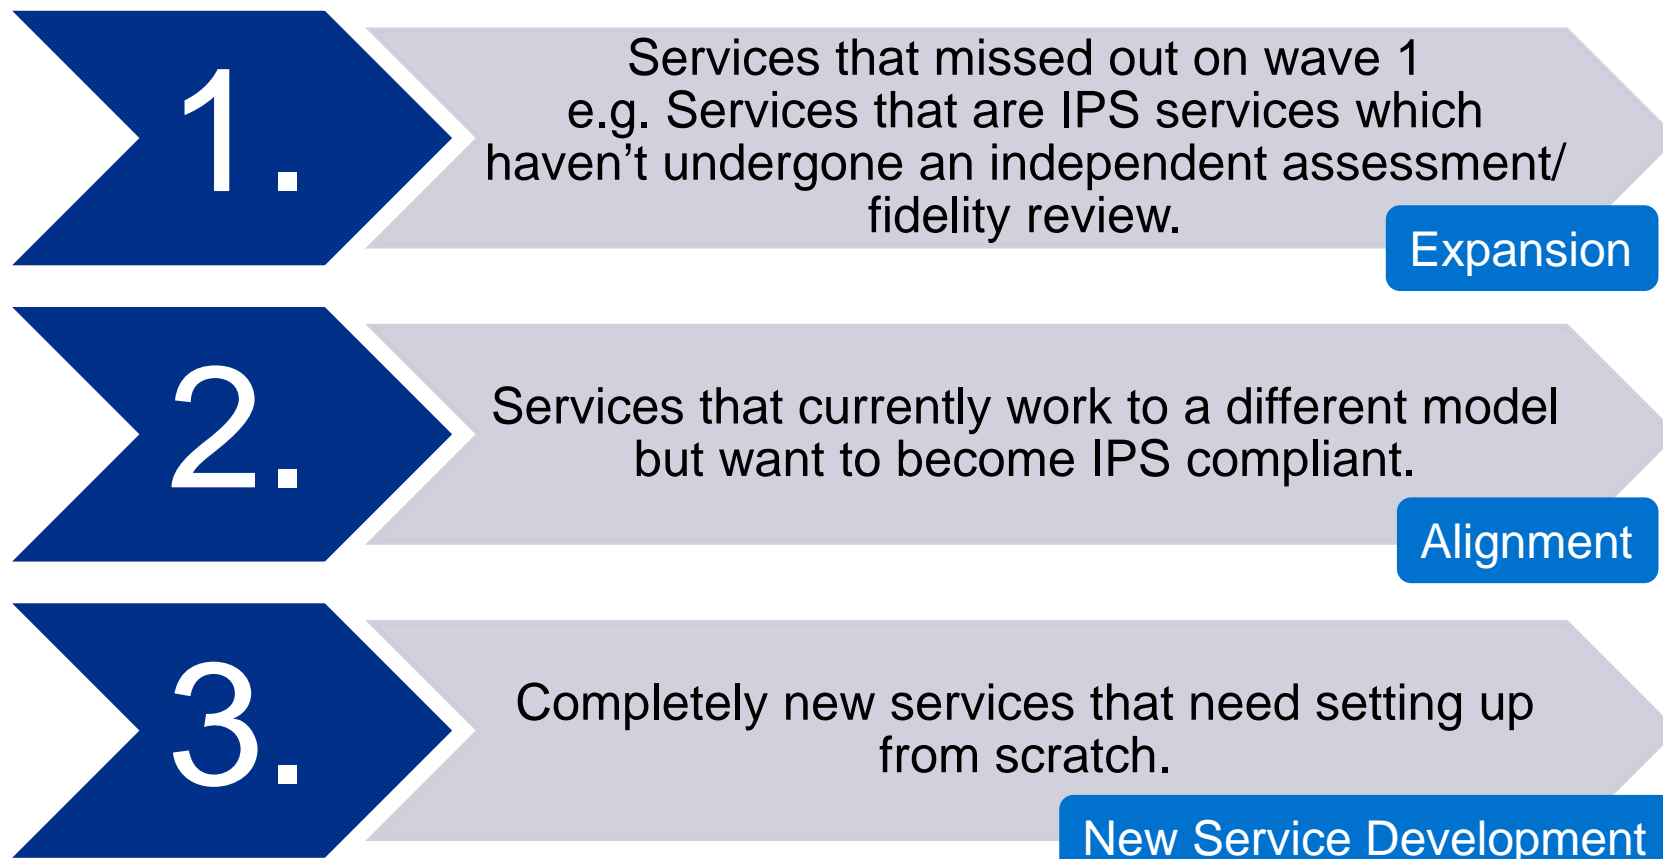 1.
Services that missed out on wave 1
e.g. Services that are IPS services which
haven’t undergone an independent assessment/
fidelity review.
Expansion
2.
Services that currently work to a different model
but want to become IPS compliant.
Alignment
3.
Completely new services that need setting up
from scratch.
New Service Development